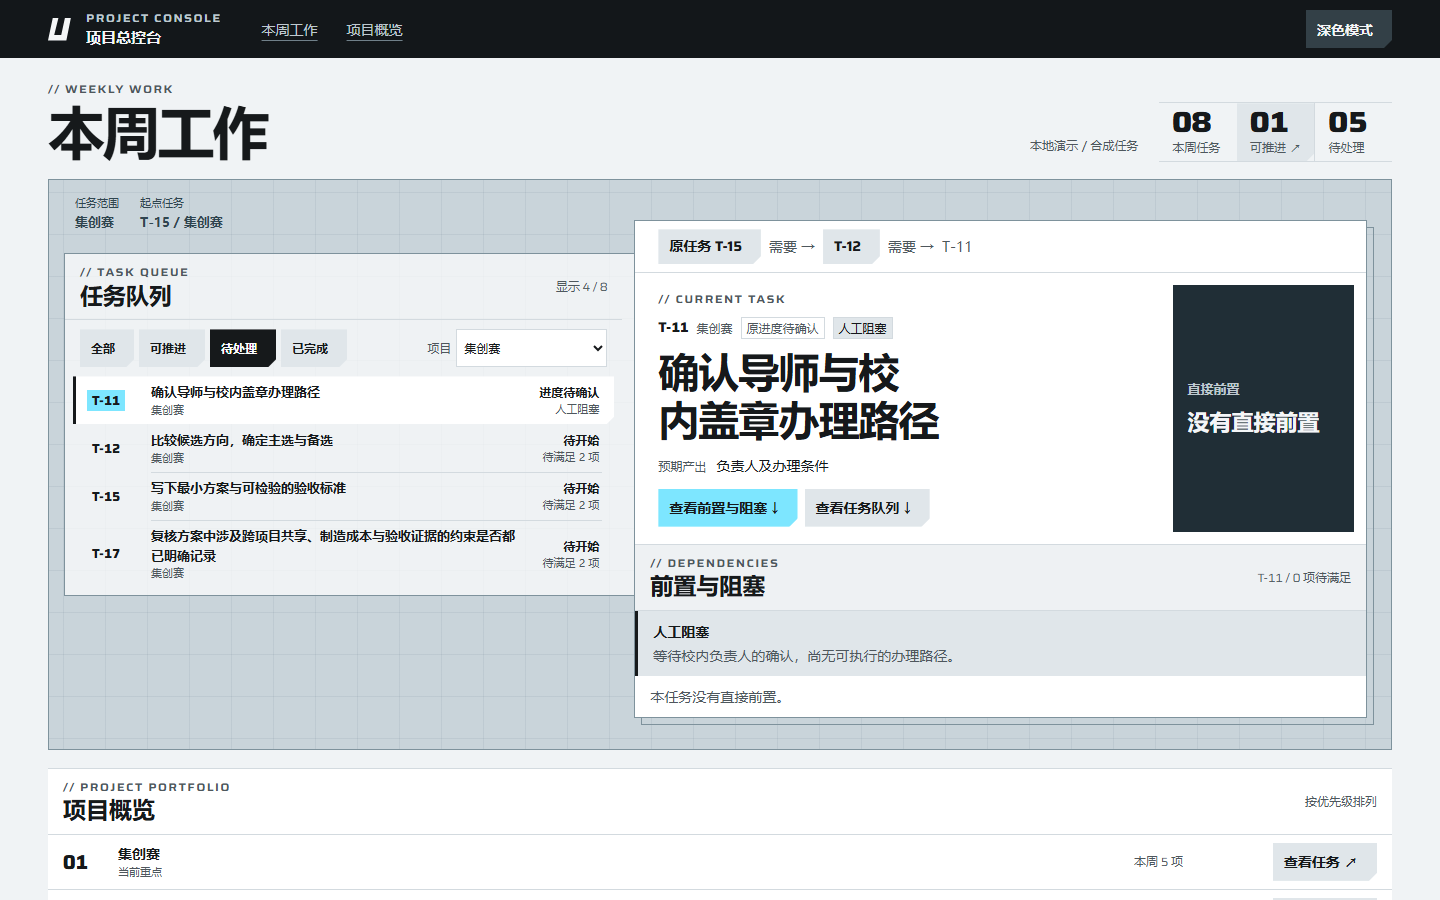 PROJECT CONSOLE
项目总控台
本周工作
项目概览
深色模式
// WEEKLY WORK
本周工作
本地演示 / 合成任务
08
本周任务
01
可推进 ↗
05
待处理
任务范围
集创赛
起点任务
T-15 / 集创赛
// TASK QUEUE
任务队列
显示 4 / 8
全部
可推进
待处理
已完成
项目
集创赛
T-11
确认导师与校内盖章办理路径
集创赛
进度待确认
人工阻塞
T-12
比较候选方向，确定主选与备选
集创赛
待开始
待满足 2 项
T-15
写下最小方案与可检验的验收标准
集创赛
待开始
待满足 2 项
T-17
复核方案中涉及跨项目共享、制造成本与验收证据的约束是否都
已明确记录
集创赛
待开始
待满足 2 项
原任务 T-15 需要 → T-12 需要 → T-11
// CURRENT TASK
T-11 集创赛 原进度待确认 人工阻塞
确认导师与校
内盖章办理路径
预期产出 负责人及办理条件
查看前置与阻塞 ↓
查看任务队列 ↓
直接前置
没有直接前置
// DEPENDENCIES
前置与阻塞
T-11 / 0 项待满足
人工阻塞
等待校内负责人的确认，尚无可执行的办理路径。
本任务没有直接前置。
// PROJECT PORTFOLIO
项目概览
按优先级排列
01
集创赛
当前重点
本周 5 项
查看任务 ↗